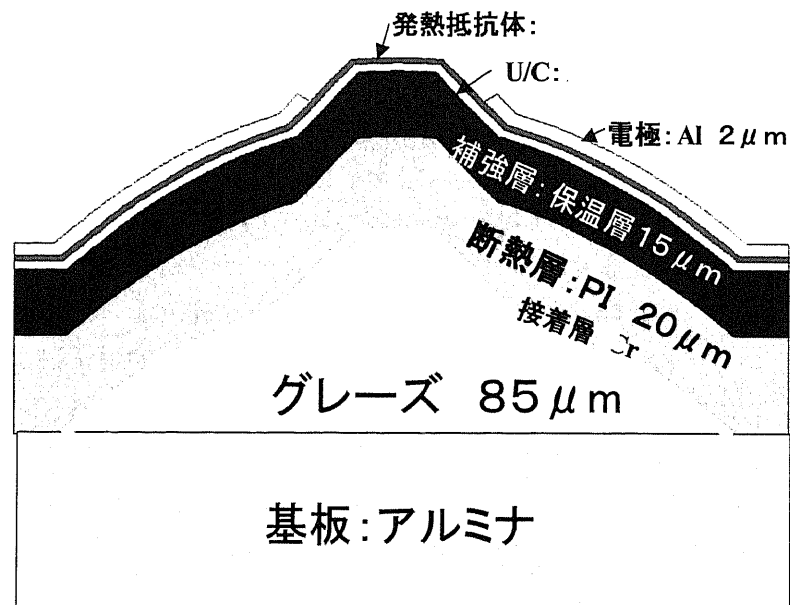 発熱抵抗体:
U/C:
電極:Al 2μm
補強層:保温層15μm
断熱層:PI 20μm
接着層 Cr
グレーズ 85μm
基板:アルミナ